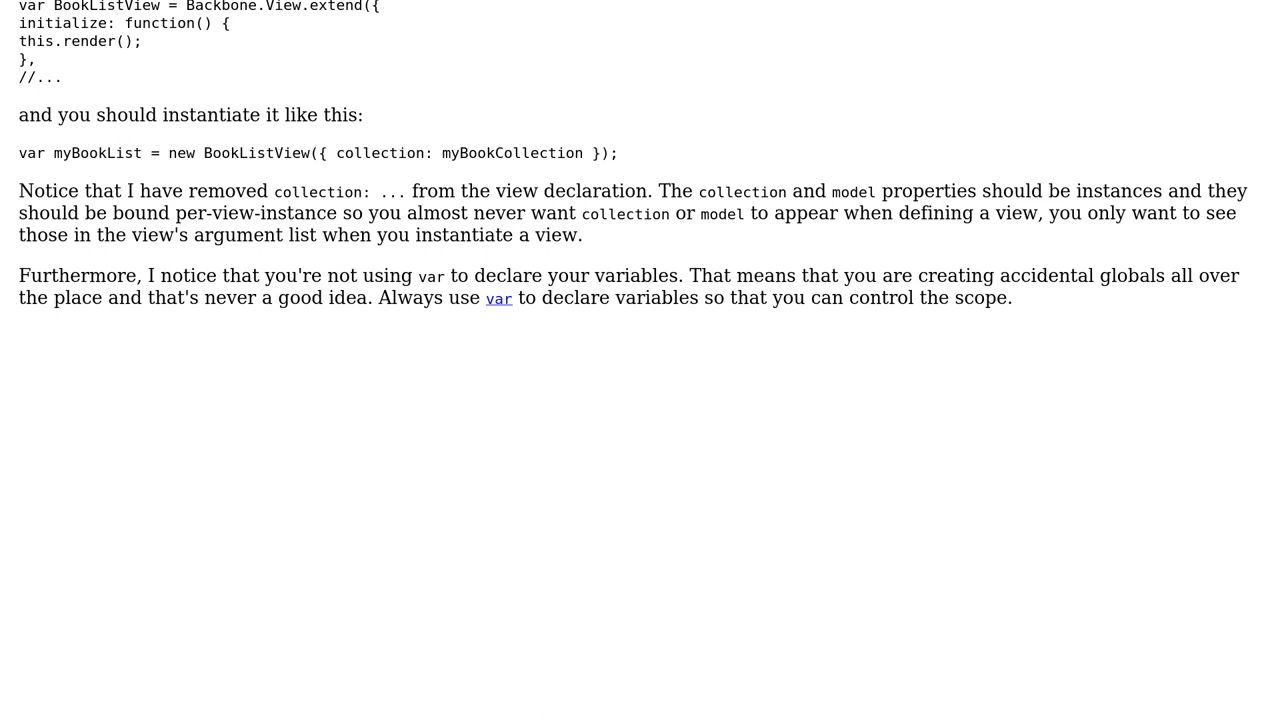 var BookListView = Backbone.View.extend({
initialize: function() {
this.render();
},
//...
and you should instantiate it like this:
var myBookList = new BookListView({ collection: myBookCollection });
Notice that I have removed collection: ... from the view declaration. The collection and model properties should be instances and they
should be bound per-view-instance so you almost never want collection or model to appear when defining a view, you only want to see
those in the view's argument list when you instantiate a view.
Furthermore, I notice that you're not using var to declare your variables. That means that you are creating accidental globals all over
the place and that's never a good idea. Always use var to declare variables so that you can control the scope.